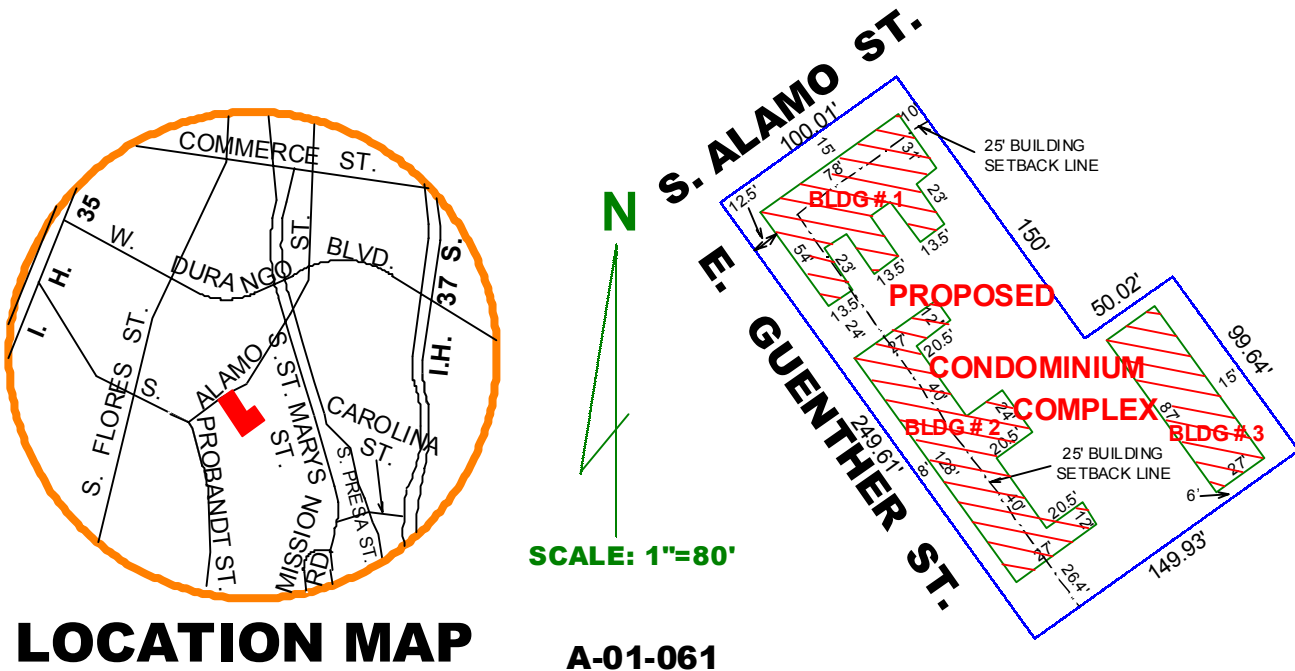 COMMERCE ST.
35
I. H.
W. DURANGO BLVD.
ST.
37 S.
I.H.
S. FLORES ST.
S. ALAMO
S. ST. MARYS
ST.
CAROLINA
ST.
PROBANDT ST.
MISSION RD.
S. PRESA ST.
LOCATION MAP
N
SCALE: 1"=80'
A-01-061
S. ALAMO ST.
100.01'
10'
15'
78'
31'
25' BUILDING
SETBACK LINE
12.5'
BLDG # 1
23'
13.5'
54'
23'
13.5'
13.5'
24'
150'
E. GUENTHER ST.
PROPOSED
CONDOMINIUM
COMPLEX
50.02'
99.64'
12'
27'
20.5'
40'
24'
20.5'
BLDG # 2
249.61'
8'
128'
25' BUILDING
SETBACK LINE
40'
20.5'
12'
27'
26.4'
15'
87'
BLDG # 3
27'
6'
149.93'